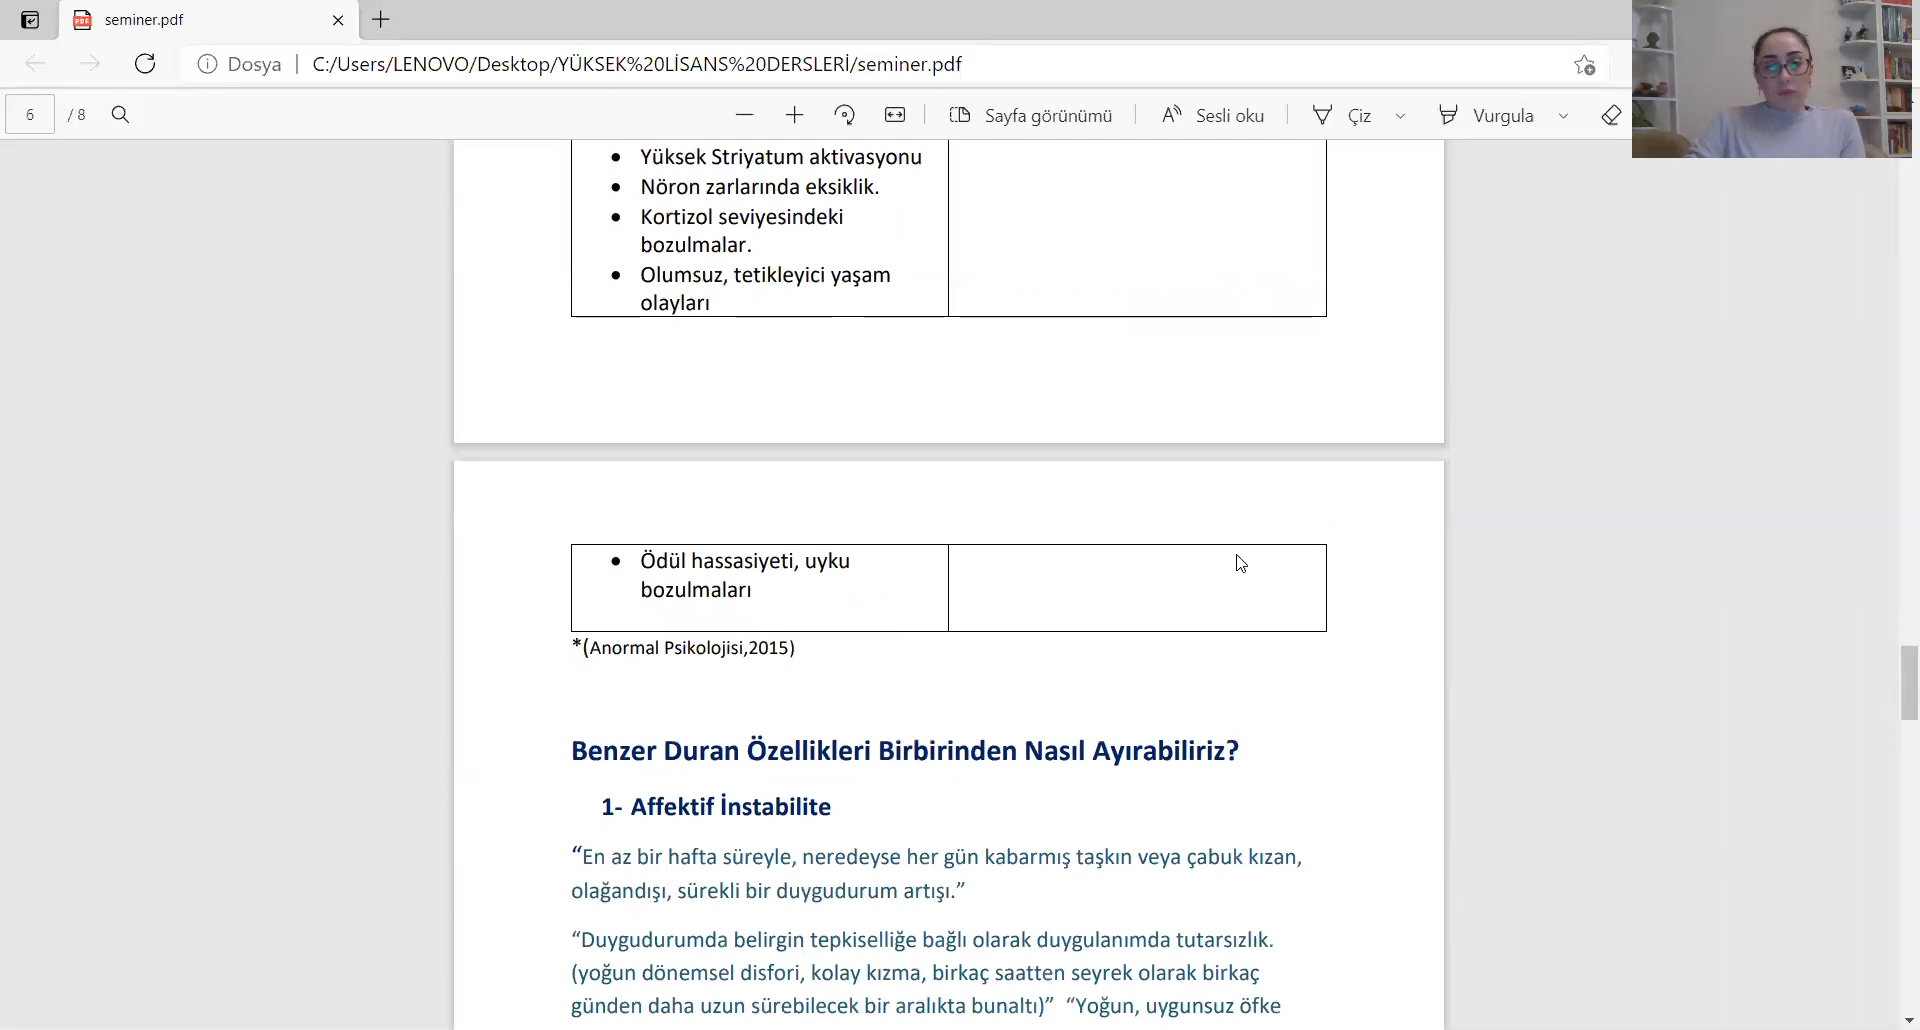 seminer.pdf
Dosya | C:/Users/LENOVO/Desktop/YÜKSEK%20LİSANS%20DERSLERİ/seminer.pdf
6 / 8 Sayfa görünümü Sesli oku Çiz Vurgula
• Yüksek Striyatum aktivasyonu
• Nöron zarlarında eksiklik.
• Kortizol seviyesindeki
bozulmalar.
• Olumsuz, tetikleyici yaşam
olayları
• Ödül hassasiyeti, uyku
bozulmaları
*(Anormal Psikolojisi,2015)
Benzer Duran Özellikleri Birbirinden Nasıl Ayırabiliriz?
1- Affektif İnstabilite
“En az bir hafta süreyle, neredeyse her gün kabarmış taşkın veya çabuk kızan,
olağandışı, sürekli bir duygudurum artışı.”
“Duygudurumda belirgin tepkiselliğe bağlı olarak duygulanımda tutarsızlık.
(yoğun dönemsel disfori, kolay kızma, birkaç saatten seyrek olarak birkaç
günden daha uzun sürebilecek bir aralıkta bunaltı)” “Yoğun, uygunsuz öfke